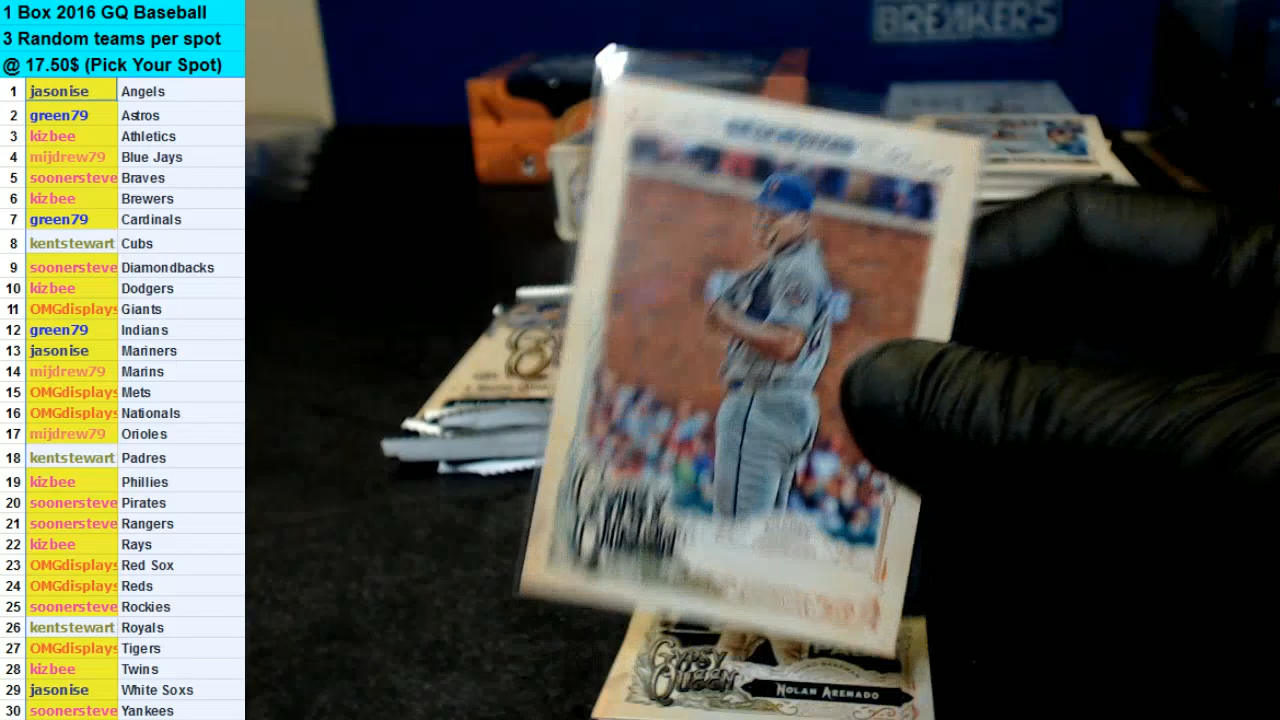 1 Box 2016 GQ Baseball
3 Random teams per spot
@ 17.50$ (Pick Your Spot)
1 jasonise Angels
2 green79 Astros
3 kizbee Athletics
4 mijdrew79 Blue Jays
5 soonersteve Braves
6 kizbee Brewers
7 green79 Cardinals
8 kentstewart Cubs
9 soonersteve Diamondbacks
10 kizbee Dodgers
11 OMGdisplays Giants
12 green79 Indians
13 jasonise Mariners
14 mijdrew79 Marins
15 OMGdisplays Mets
16 OMGdisplays Nationals
17 mijdrew79 Orioles
18 kentstewart Padres
19 kizbee Phillies
20 soonersteve Pirates
21 soonersteve Rangers
22 kizbee Rays
23 OMGdisplays Red Sox
24 OMGdisplays Reds
25 soonersteve Rockies
26 kentstewart Royals
27 OMGdisplays Tigers
28 kizbee Twins
29 jasonise White Soxs
30 soonersteve Yankees
BREAKERS
GYPSY
QUEEN
NOLAN ARENADO